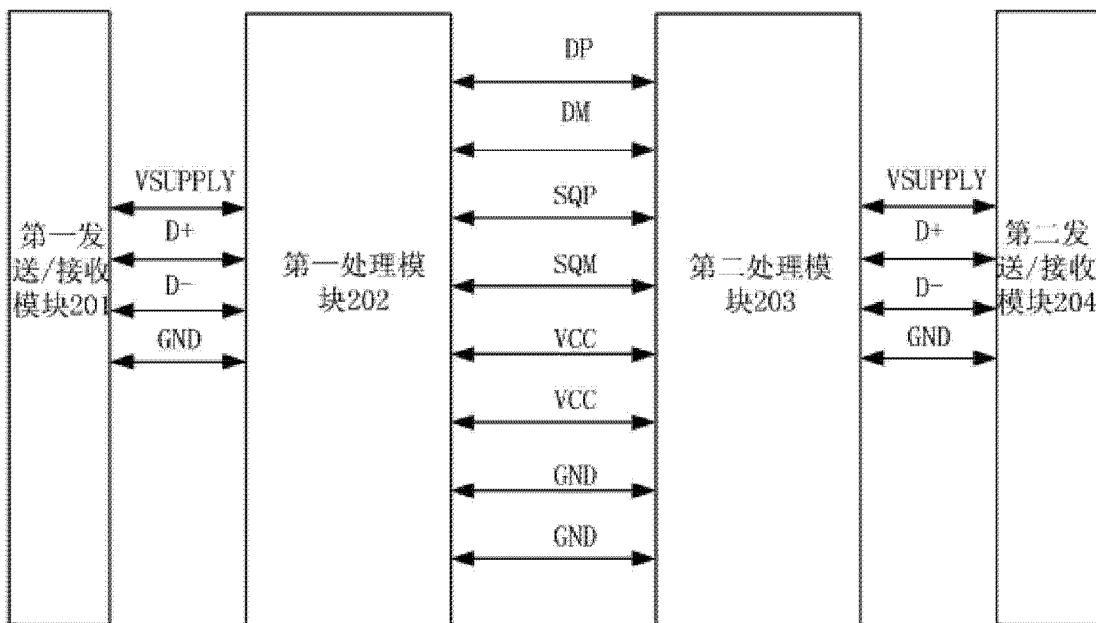 第一发
送/接收
模块201
VSUPPLY
D+
D-
GND
第一处理模
块202
DP
DM
SQP
SQM
VCC
VCC
GND
GND
第二处理模
块203
VSUPPLY
D+
D-
GND
第二发
送/接收
模块204